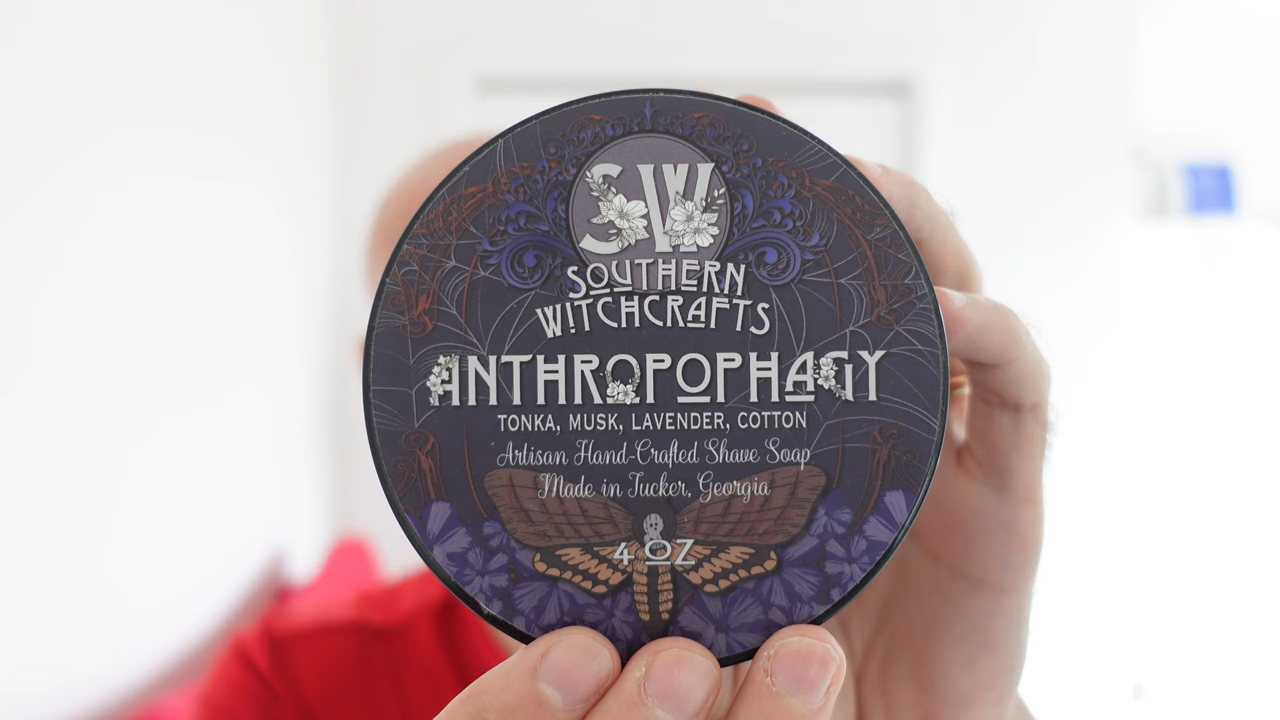 SW
SOUTHERN
WITCHCRAFTS
ANTHROPOPHAGY
TONKA, MUSK, LAVENDER, COTTON
Artisan Hand-Crafted Shave Soap
Made in Tucker, Georgia
4 OZ